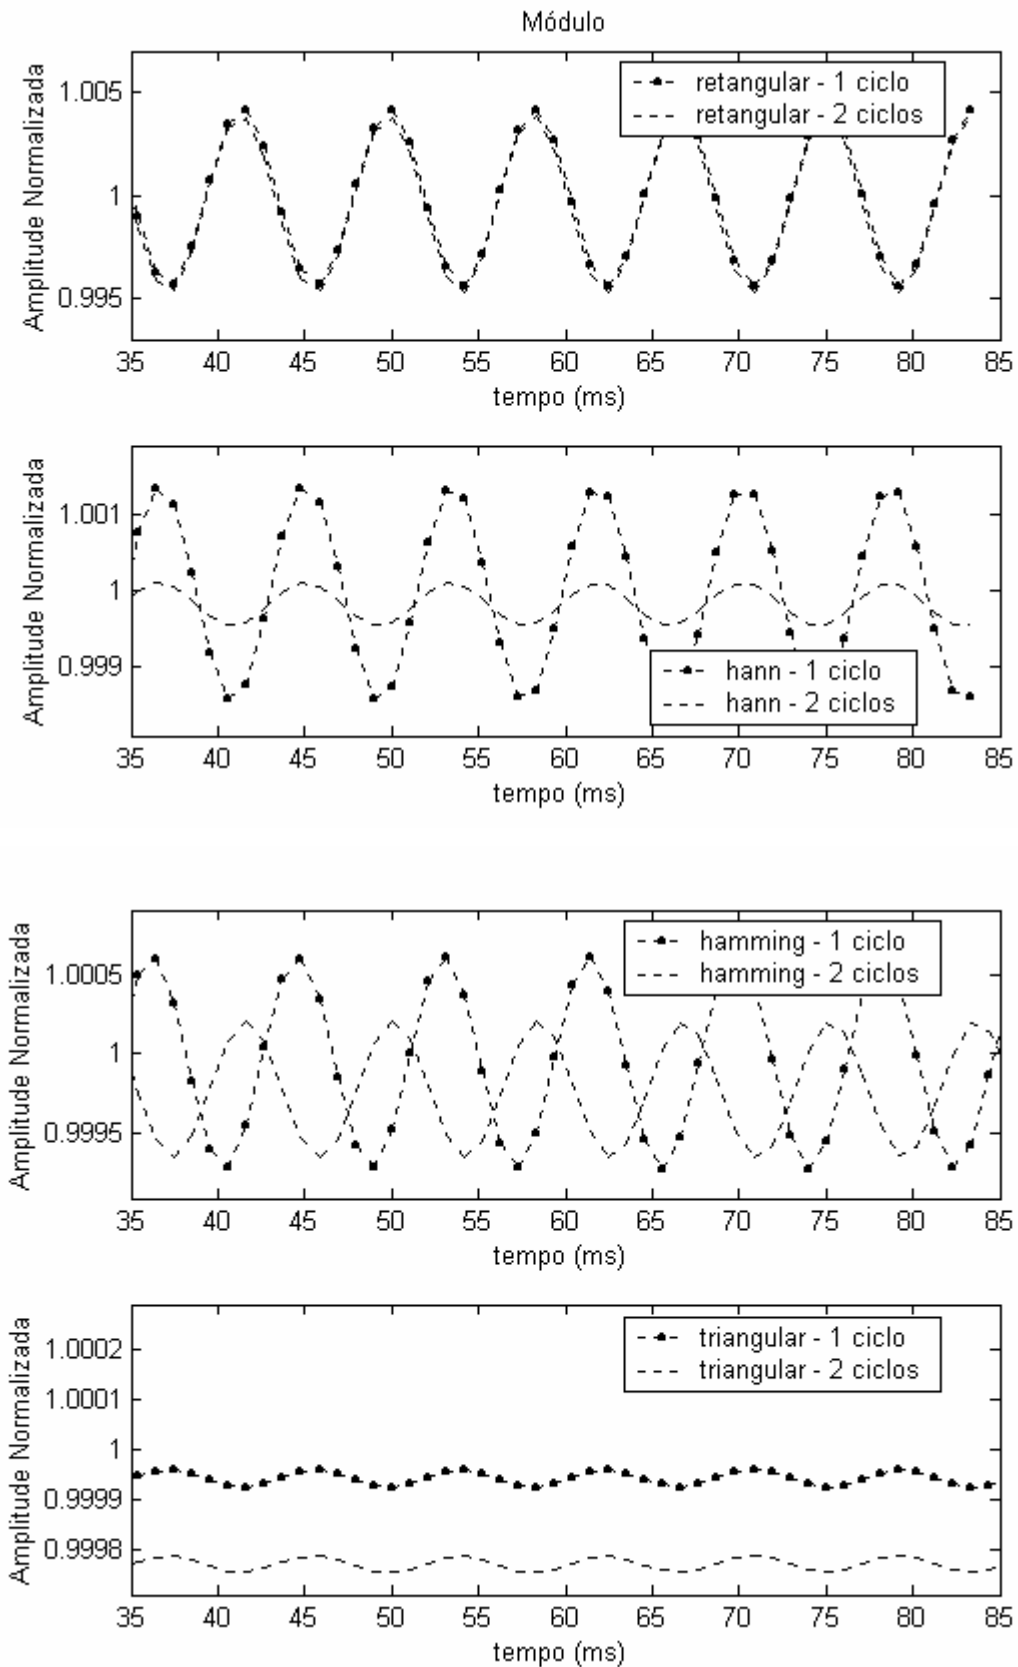 Módulo
Amplitude Normalizada
1.005
1
0.995
retangular - 1 ciclo
retangular - 2 ciclos
35 40 45 50 55 60 65 70 75 80 85
tempo (ms)
Amplitude Normalizada
1.001
1
0.999
hann - 1 ciclo
hann - 2 ciclos
35 40 45 50 55 60 65 70 75 80 85
tempo (ms)
Amplitude Normalizada
1.0005
1
0.9995
hamming - 1 ciclo
hamming - 2 ciclos
35 40 45 50 55 60 65 70 75 80 85
tempo (ms)
Amplitude Normalizada
1.0002
1.0001
1
0.9999
0.9998
triangular - 1 ciclo
triangular - 2 ciclos
35 40 45 50 55 60 65 70 75 80 85
tempo (ms)